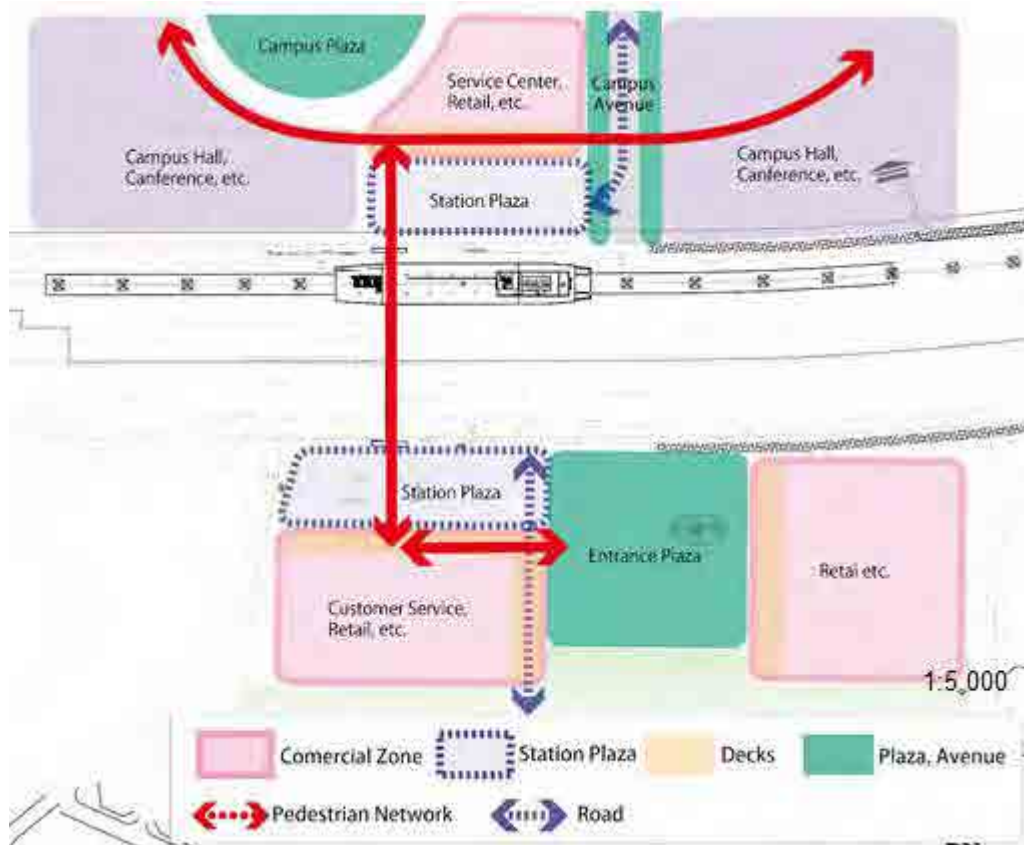 Campus Plaza
Service Center,
Retail, etc.
Campus
Avenue
Campus Hall,
Canference, etc.
Campus Hall,
Canference, etc.
Station Plaza
Station Plaza
Entrance Plaza
Retai etc.
Customer Service,
Retail, etc.
1:5,000
Comercial Zone
Station Plaza
Decks
Plaza, Avenue
Pedestrian Network
Road